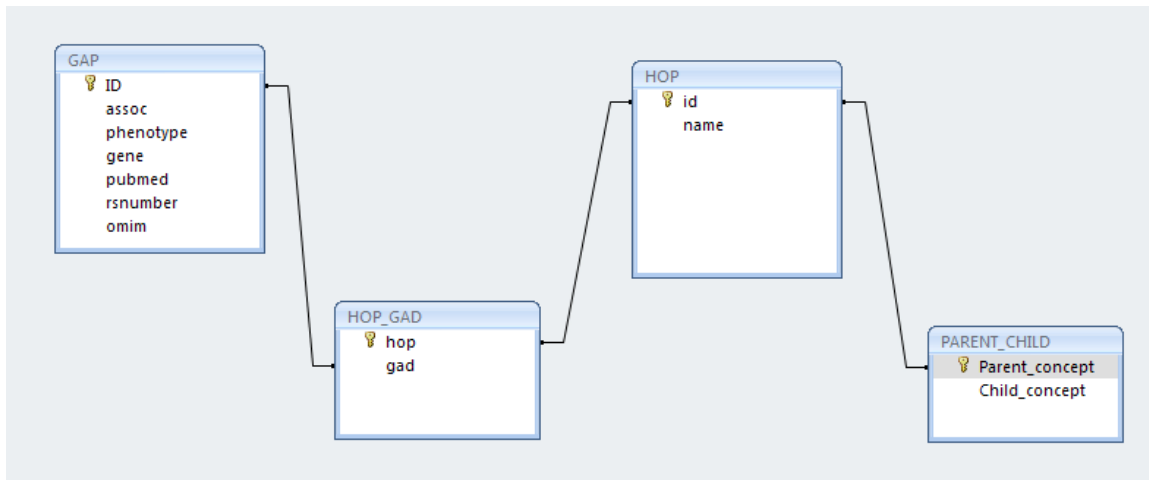 GAP
ID
assoc
phenotype
gene
pubmed
rsnumber
omim
HOP
id
name
HOP_GAD
hop
gad
PARENT_CHILD
Parent_concept
Child_concept